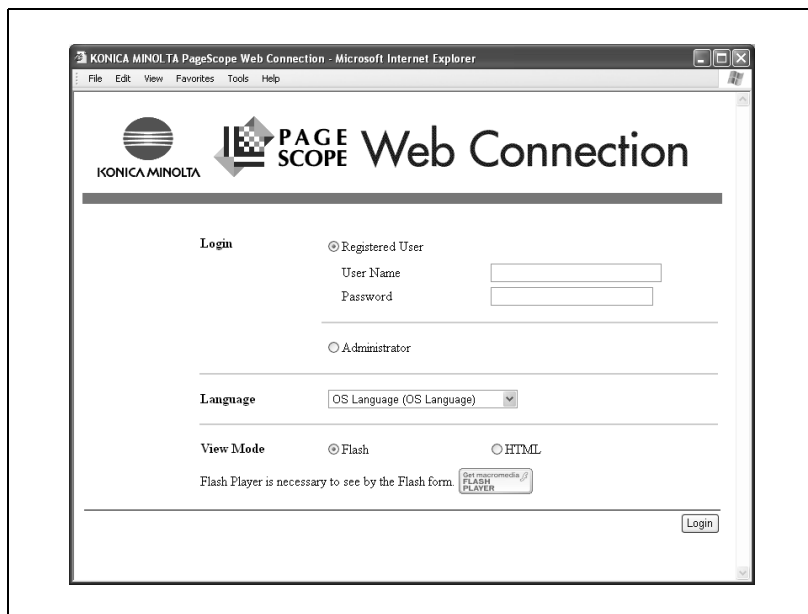 KONICA MINOLTA PageScope Web Connection - Microsoft Internet Explorer
File Edit View Favorites Tools Help
KONICA MINOLTA
PAGE SCOPE Web Connection
Login
Registered User
User Name
Password
Administrator
Language
OS Language (OS Language)
View Mode
Flash
HTML
Flash Player is necessary to see by the Flash form.
Get macromedia
FLASH
PLAYER
Login